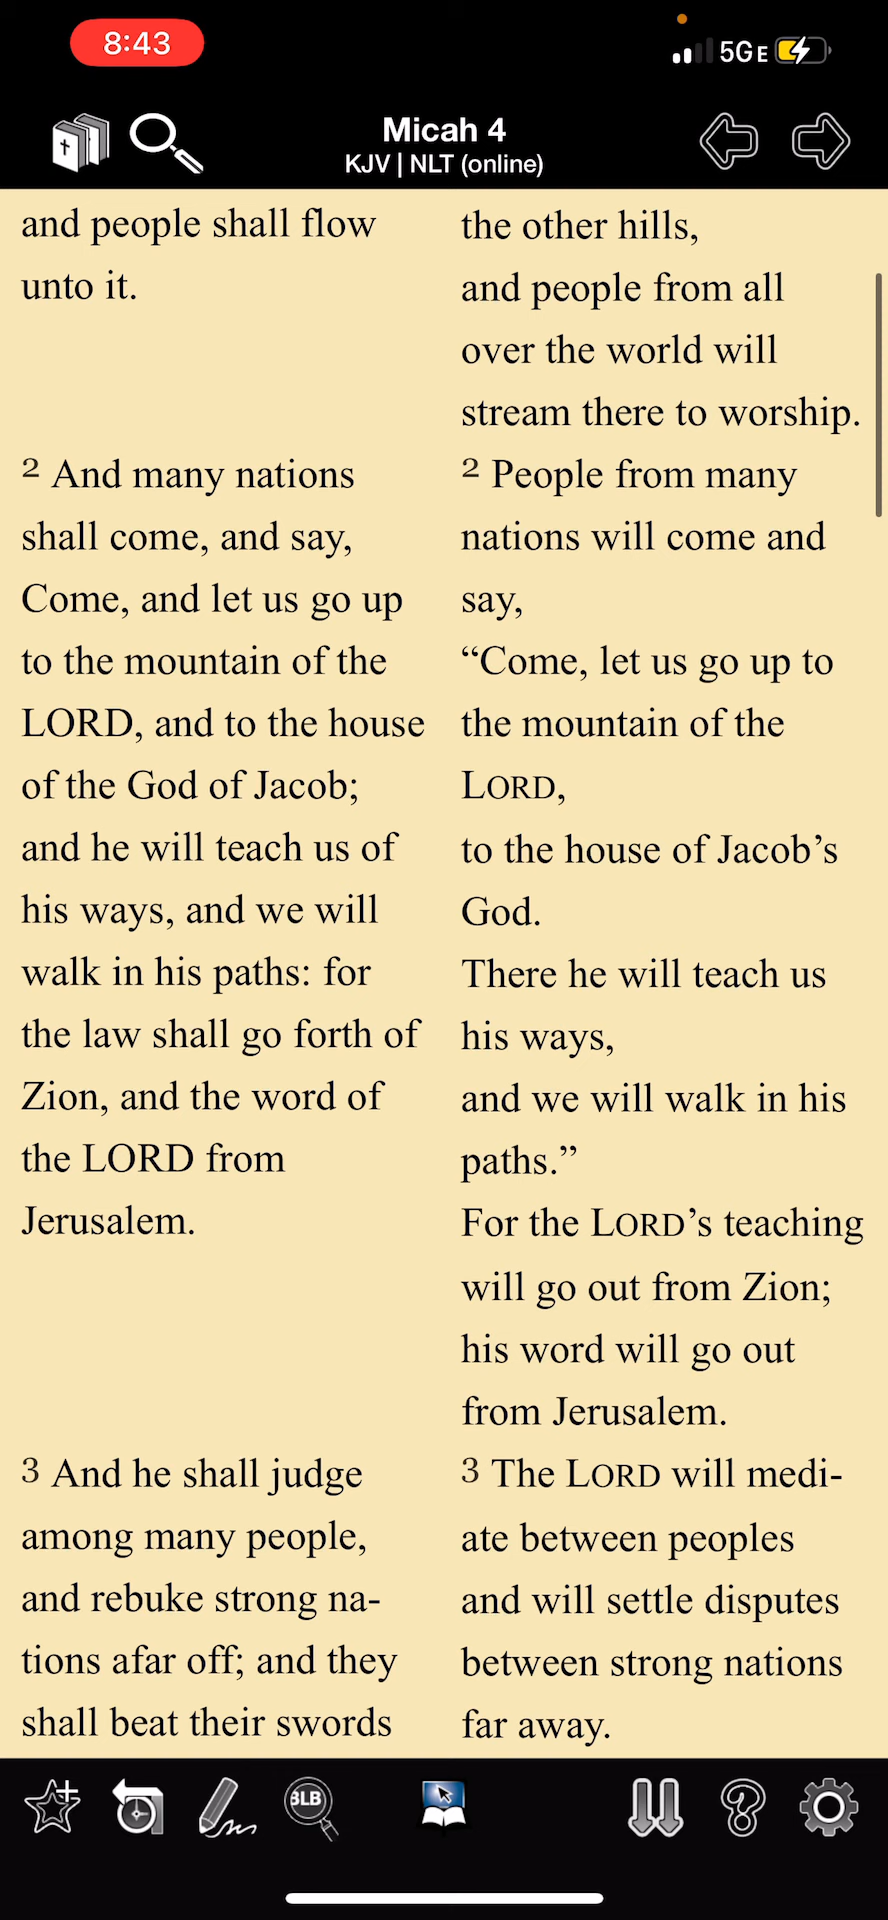 8:43
5GE
Micah 4
KJV | NLT (online)
and people shall flow
unto it.
2 And many nations
shall come, and say,
Come, and let us go up
to the mountain of the
LORD, and to the house
of the God of Jacob;
and he will teach us of
his ways, and we will
walk in his paths: for
the law shall go forth of
Zion, and the word of
the LORD from
Jerusalem.
3 And he shall judge
among many people,
and rebuke strong na-
tions afar off; and they
shall beat their swords
the other hills,
and people from all
over the world will
stream there to worship.
2 People from many
nations will come and
say,
“Come, let us go up to
the mountain of the
LORD,
to the house of Jacob’s
God.
There he will teach us
his ways,
and we will walk in his
paths.”
For the LORD’s teaching
will go out from Zion;
his word will go out
from Jerusalem.
3 The LORD will medi-
ate between peoples
and will settle disputes
between strong nations
far away.
BLB